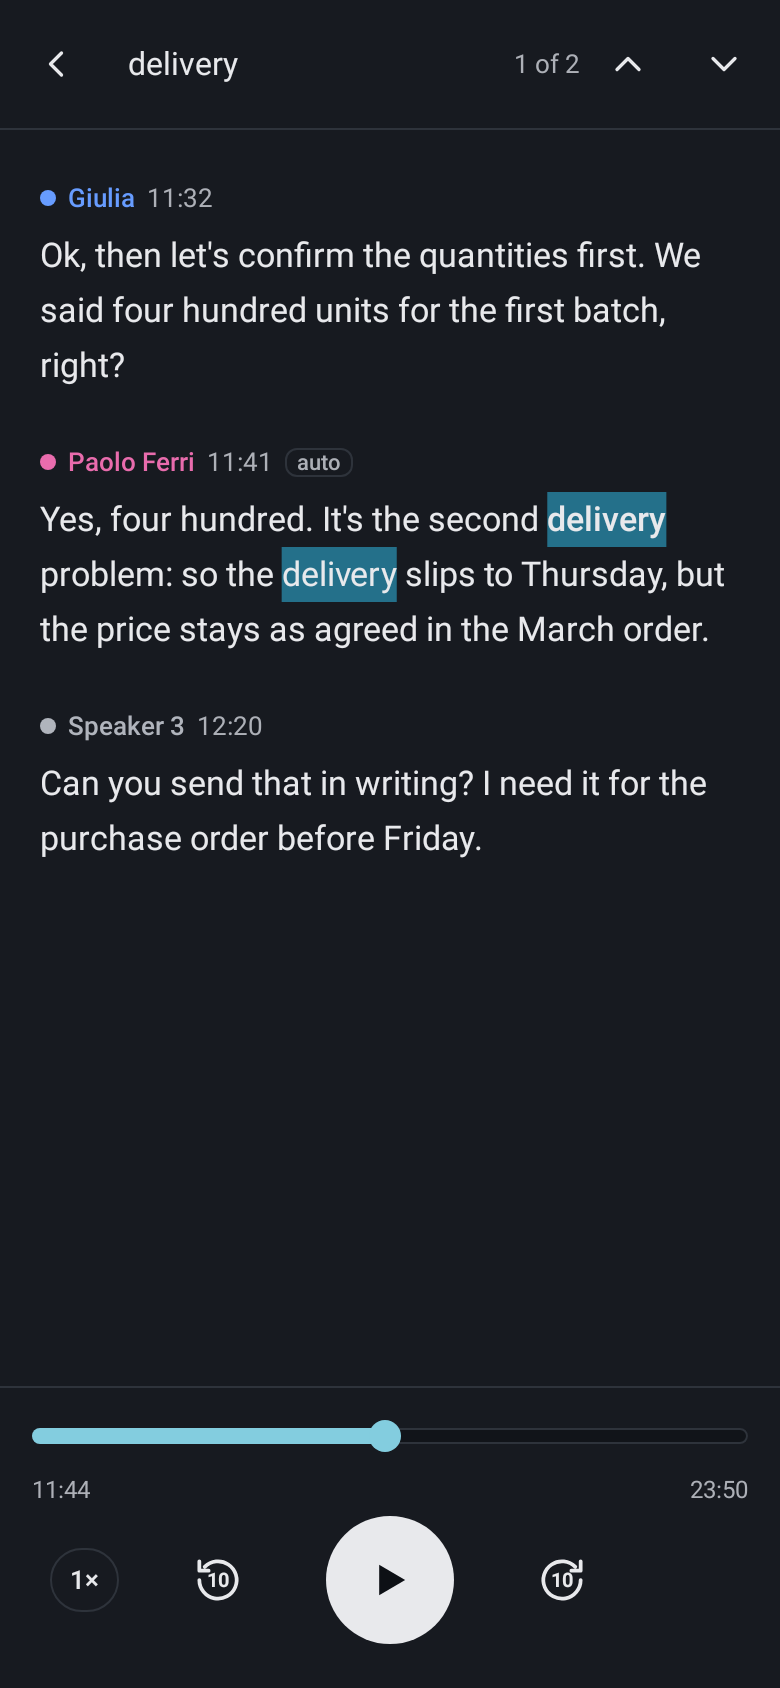 delivery
1 of 2
Giulia 11:32
Ok, then let's confirm the quantities first. We
said four hundred units for the first batch,
right?
Paolo Ferri 11:41 auto
Yes, four hundred. It's the second delivery
problem: so the delivery slips to Thursday, but
the price stays as agreed in the March order.
Speaker 3 12:20
Can you send that in writing? I need it for the
purchase order before Friday.
11:44
23:50
1×
10
10